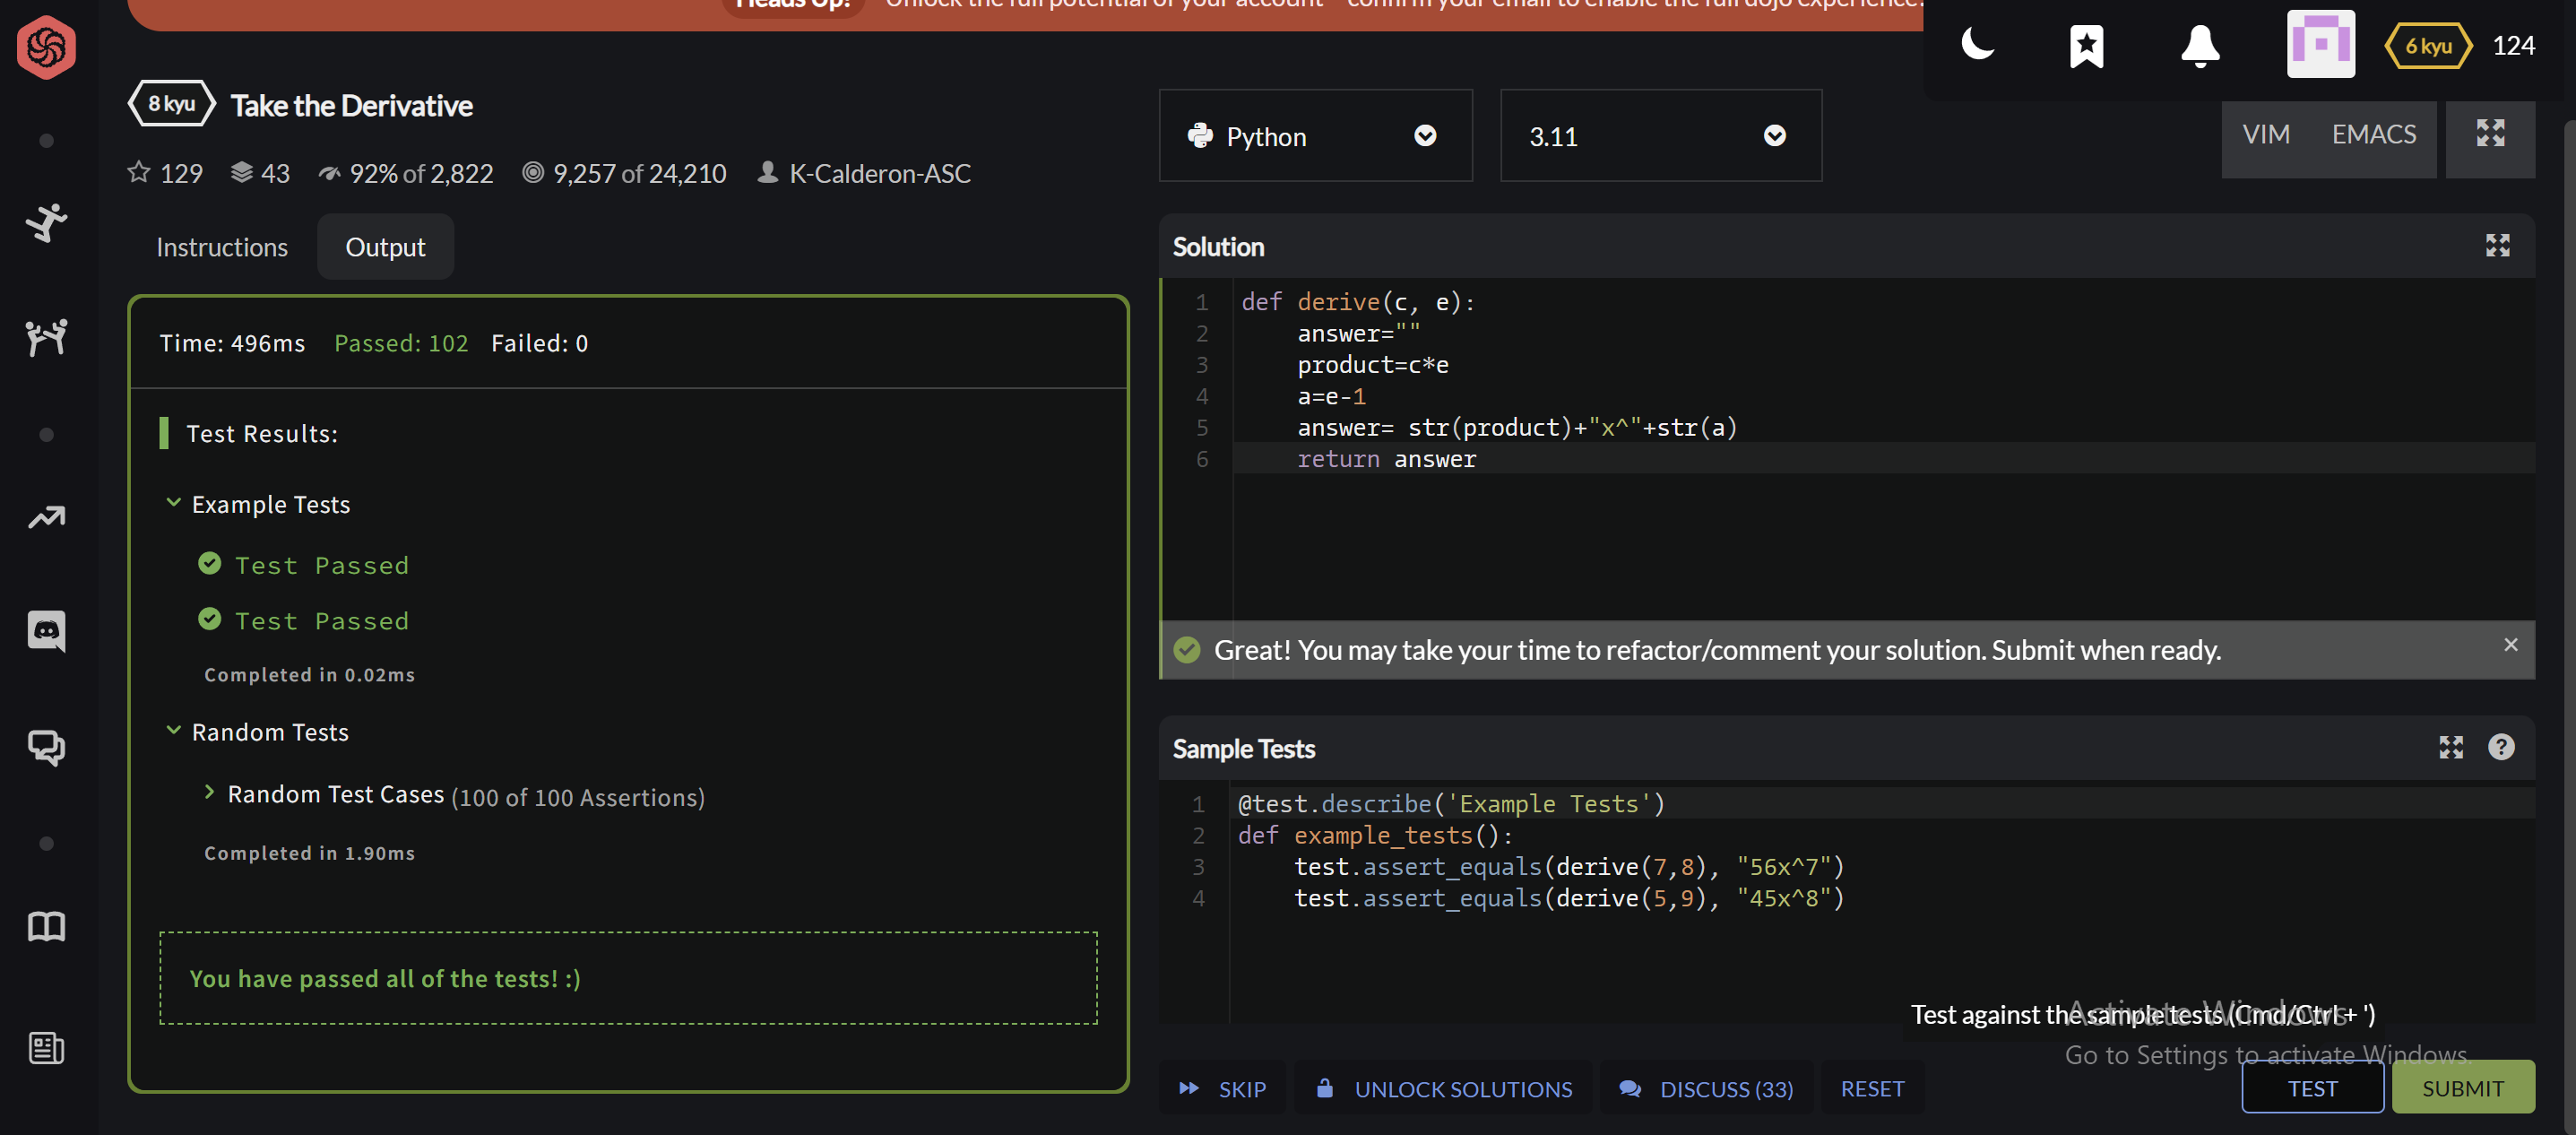 Heads Up! Unlock the full potential of your account - confirm your email to enable the full dojo experience.
6 kyu 124
8 kyu Take the Derivative
129 43 92% of 2,822 9,257 of 24,210 K-Calderon-ASC
Python 3.11
VIM EMACS
Instructions Output
Time: 496ms Passed: 102 Failed: 0
Test Results:
Example Tests
Test Passed
Test Passed
Completed in 0.02ms
Random Tests
Random Test Cases (100 of 100 Assertions)
Completed in 1.90ms
You have passed all of the tests! :)
Solution
1 def derive(c, e):
2 answer=""
3 product=c*e
4 a=e-1
5 answer= str(product)+"x^"+str(a)
6 return answer
Great! You may take your time to refactor/comment your solution. Submit when ready.
Sample Tests
1 @test.describe('Example Tests')
2 def example_tests():
3 test.assert_equals(derive(7,8), "56x^7")
4 test.assert_equals(derive(5,9), "45x^8")
Test against the sample tests (Cmd/Ctrl + ')
Activate Windows
Go to Settings to activate Windows.
SKIP UNLOCK SOLUTIONS DISCUSS (33) RESET TEST SUBMIT